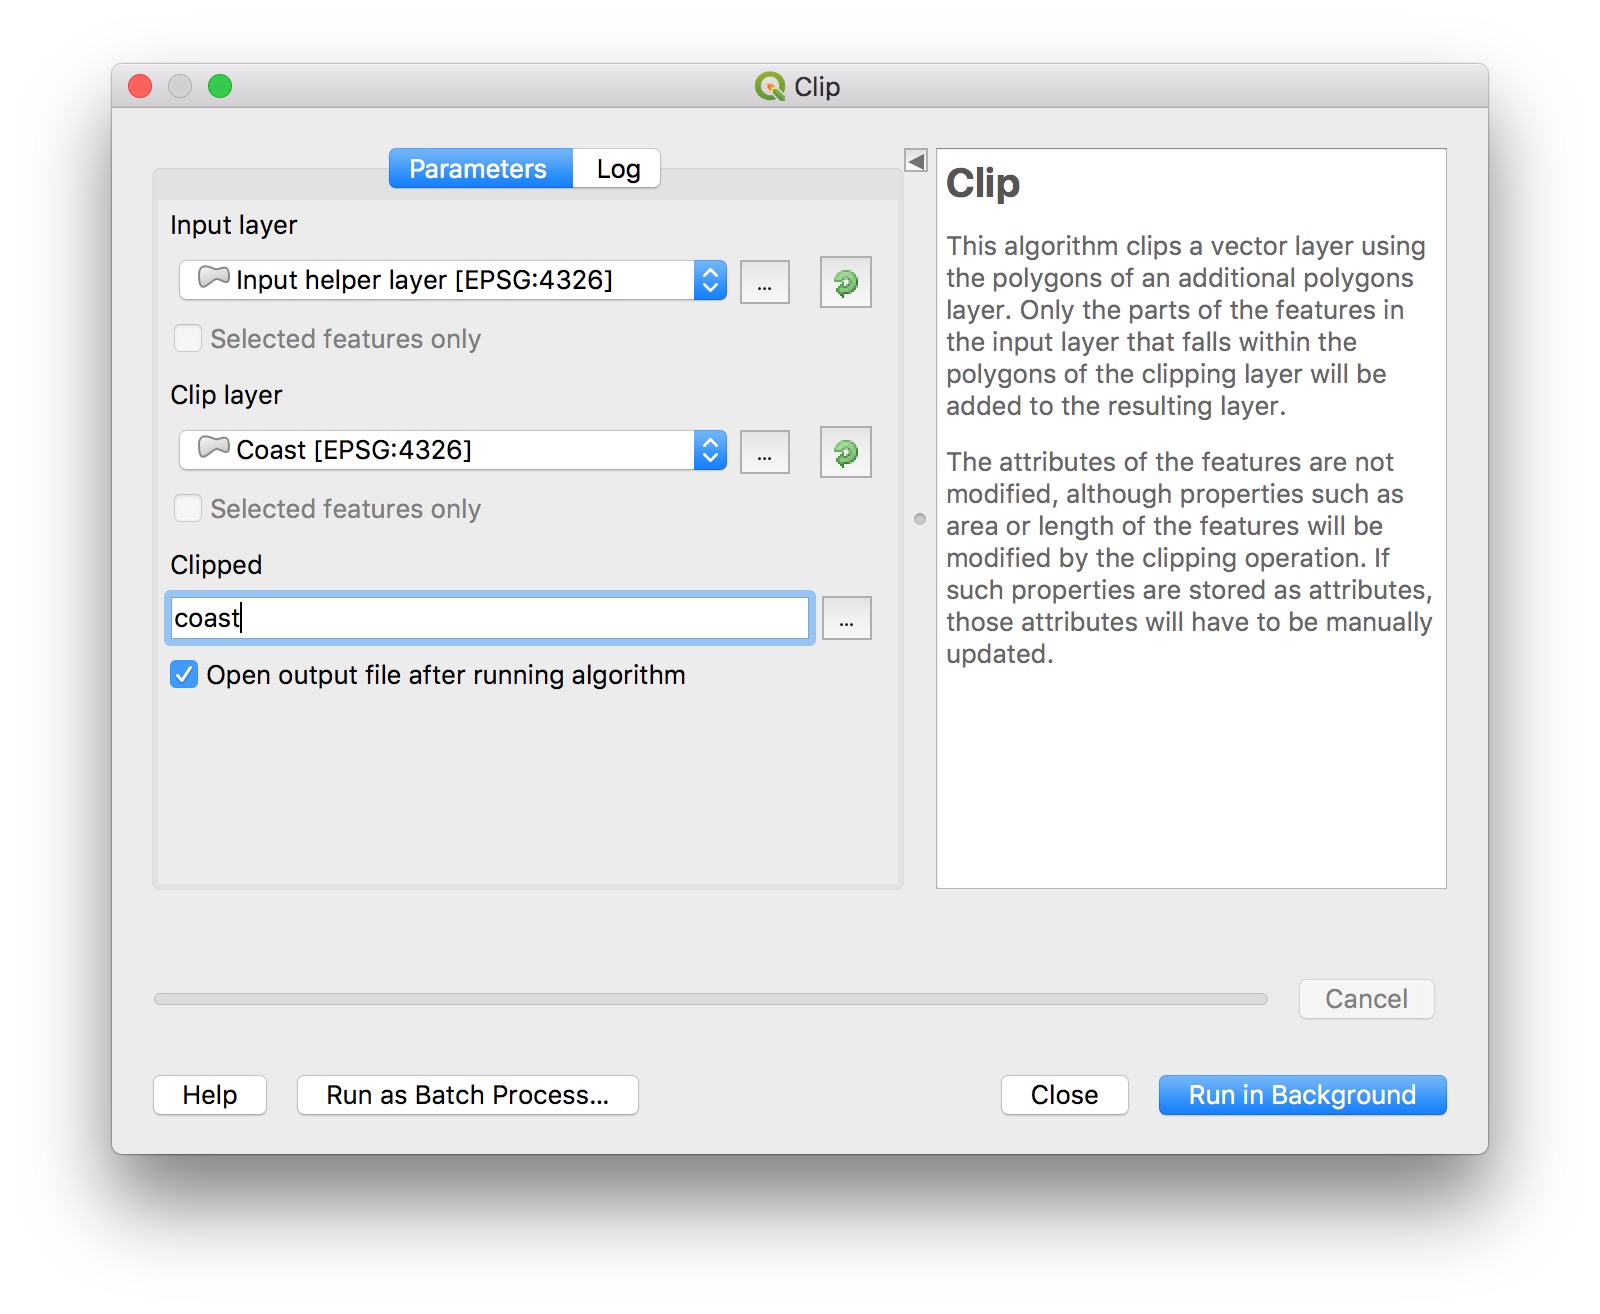 Clip
Parameters
Log
Input layer
Input helper layer [EPSG:4326]
...
Selected features only
Clip layer
Coast [EPSG:4326]
...
Selected features only
Clipped
coast
...
Open output file after running algorithm
Clip
This algorithm clips a vector layer using
the polygons of an additional polygons
layer. Only the parts of the features in
the input layer that falls within the
polygons of the clipping layer will be
added to the resulting layer.
The attributes of the features are not
modified, although properties such as
area or length of the features will be
modified by the clipping operation. If
such properties are stored as attributes,
those attributes will have to be manually
updated.
Cancel
Help
Run as Batch Process...
Close
Run in Background